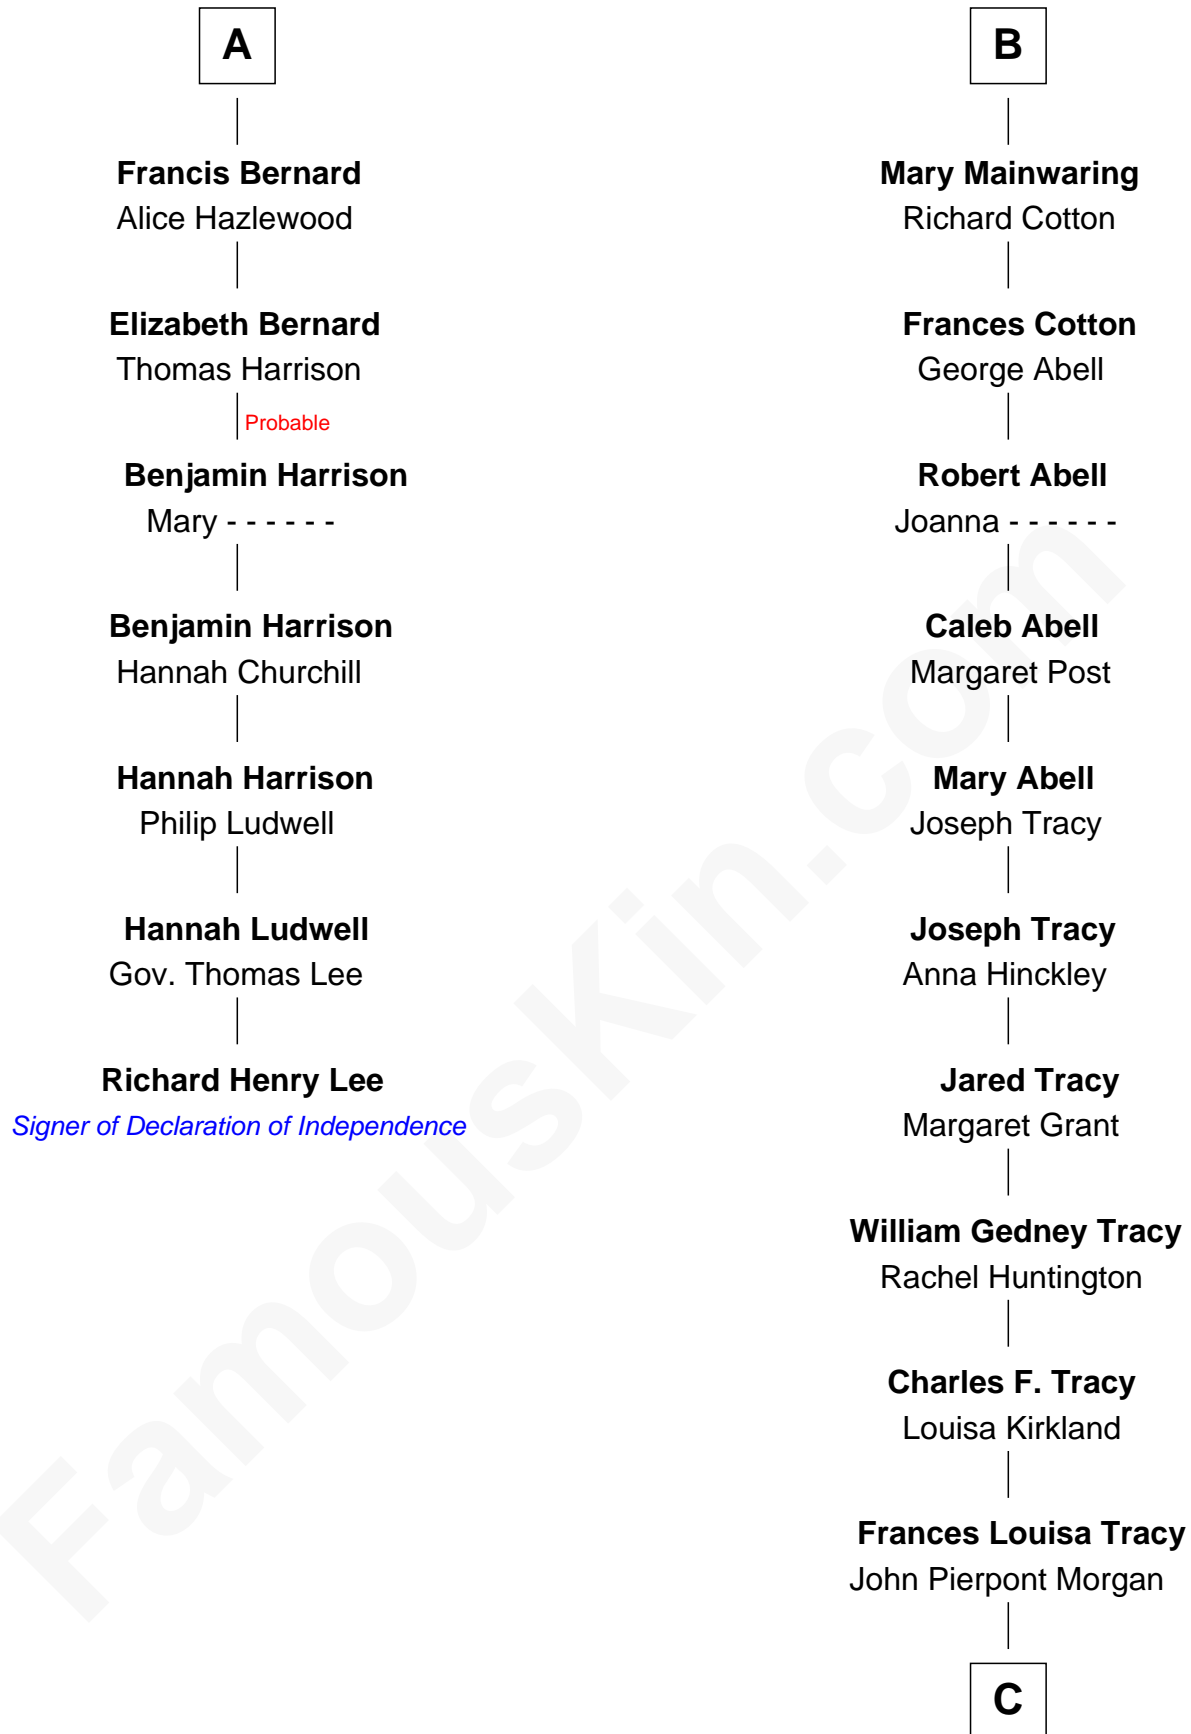 A
Francis Bernard
Alice Hazlewood
Elizabeth Bernard
Thomas Harrison
Probable
Benjamin Harrison
Mary - - - - - -
Benjamin Harrison
Hannah Churchill
Hannah Harrison
Philip Ludwell
Hannah Ludwell
Gov. Thomas Lee
Richard Henry Lee
Signer of Declaration of Independence
B
Mary Mainwaring
Richard Cotton
Frances Cotton
George Abell
Robert Abell
Joanna - - - - - -
Caleb Abell
Margaret Post
Mary Abell
Joseph Tracy
Joseph Tracy
Anna Hinckley
Jared Tracy
Margaret Grant
William Gedney Tracy
Rachel Huntington
Charles F. Tracy
Louisa Kirkland
Frances Louisa Tracy
John Pierpont Morgan
C
FamousKin.com